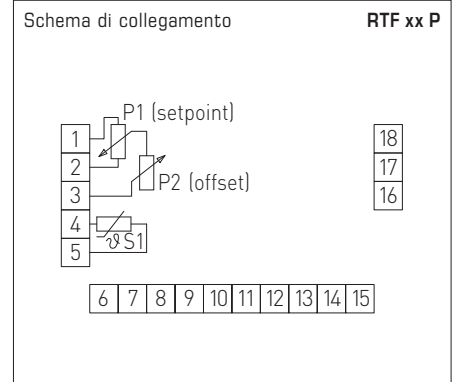 Schema di collegamento RTF xx P
P1 (setpoint)
1
18
2
17
P2 (offset)
3
16
4
ϑ S1
5
6 7 8 9 10 11 12 13 14 15